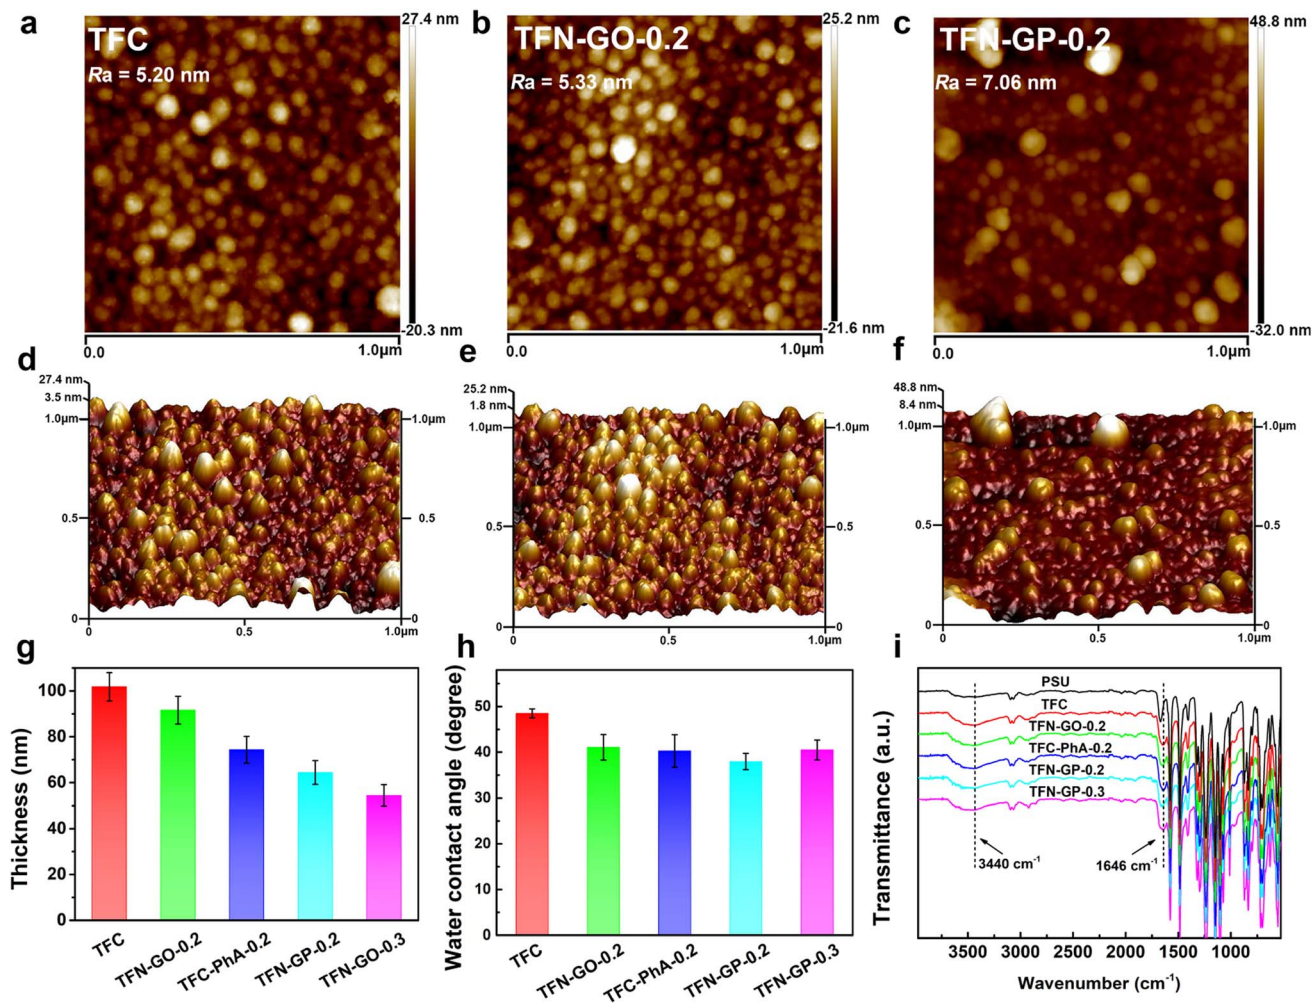 a
TFC
Ra = 5.20 nm
27.4 nm
-20.3 nm
0.0
1.0μm
b
TFN-GO-0.2
Ra = 5.33 nm
25.2 nm
-21.6 nm
0.0
1.0μm
c
TFN-GP-0.2
Ra = 7.06 nm
48.8 nm
-32.0 nm
0.0
1.0μm
d
27.4 nm
3.5 nm
1.0μm
0.5
0
1.0μm
0.5
0
0
0.5
1.0μm
e
25.2 nm
1.8 nm
1.0μm
0.5
0
1.0μm
0.5
0
0
0.5
1.0μm
f
48.8 nm
8.4 nm
1.0μm
0.5
0
1.0μm
0.5
0
0
0.5
1.0μm
g
Thickness (nm)
100
80
60
40
20
0
TFC
TFN-GO-0.2
TFC-PhA-0.2
TFN-GP-0.2
TFN-GO-0.3
h
Water contact angle (degree)
50
40
30
20
10
0
TFC
TFN-GO-0.2
TFC-PhA-0.2
TFN-GP-0.2
TFN-GP-0.3
i
Transmittance (a.u.)
PSU
TFC
TFN-GO-0.2
TFC-PhA-0.2
TFN-GP-0.2
TFN-GP-0.3
3440 cm-1
1646 cm-1
3500
3000
2500
2000
1500
1000
Wavenumber (cm-1)